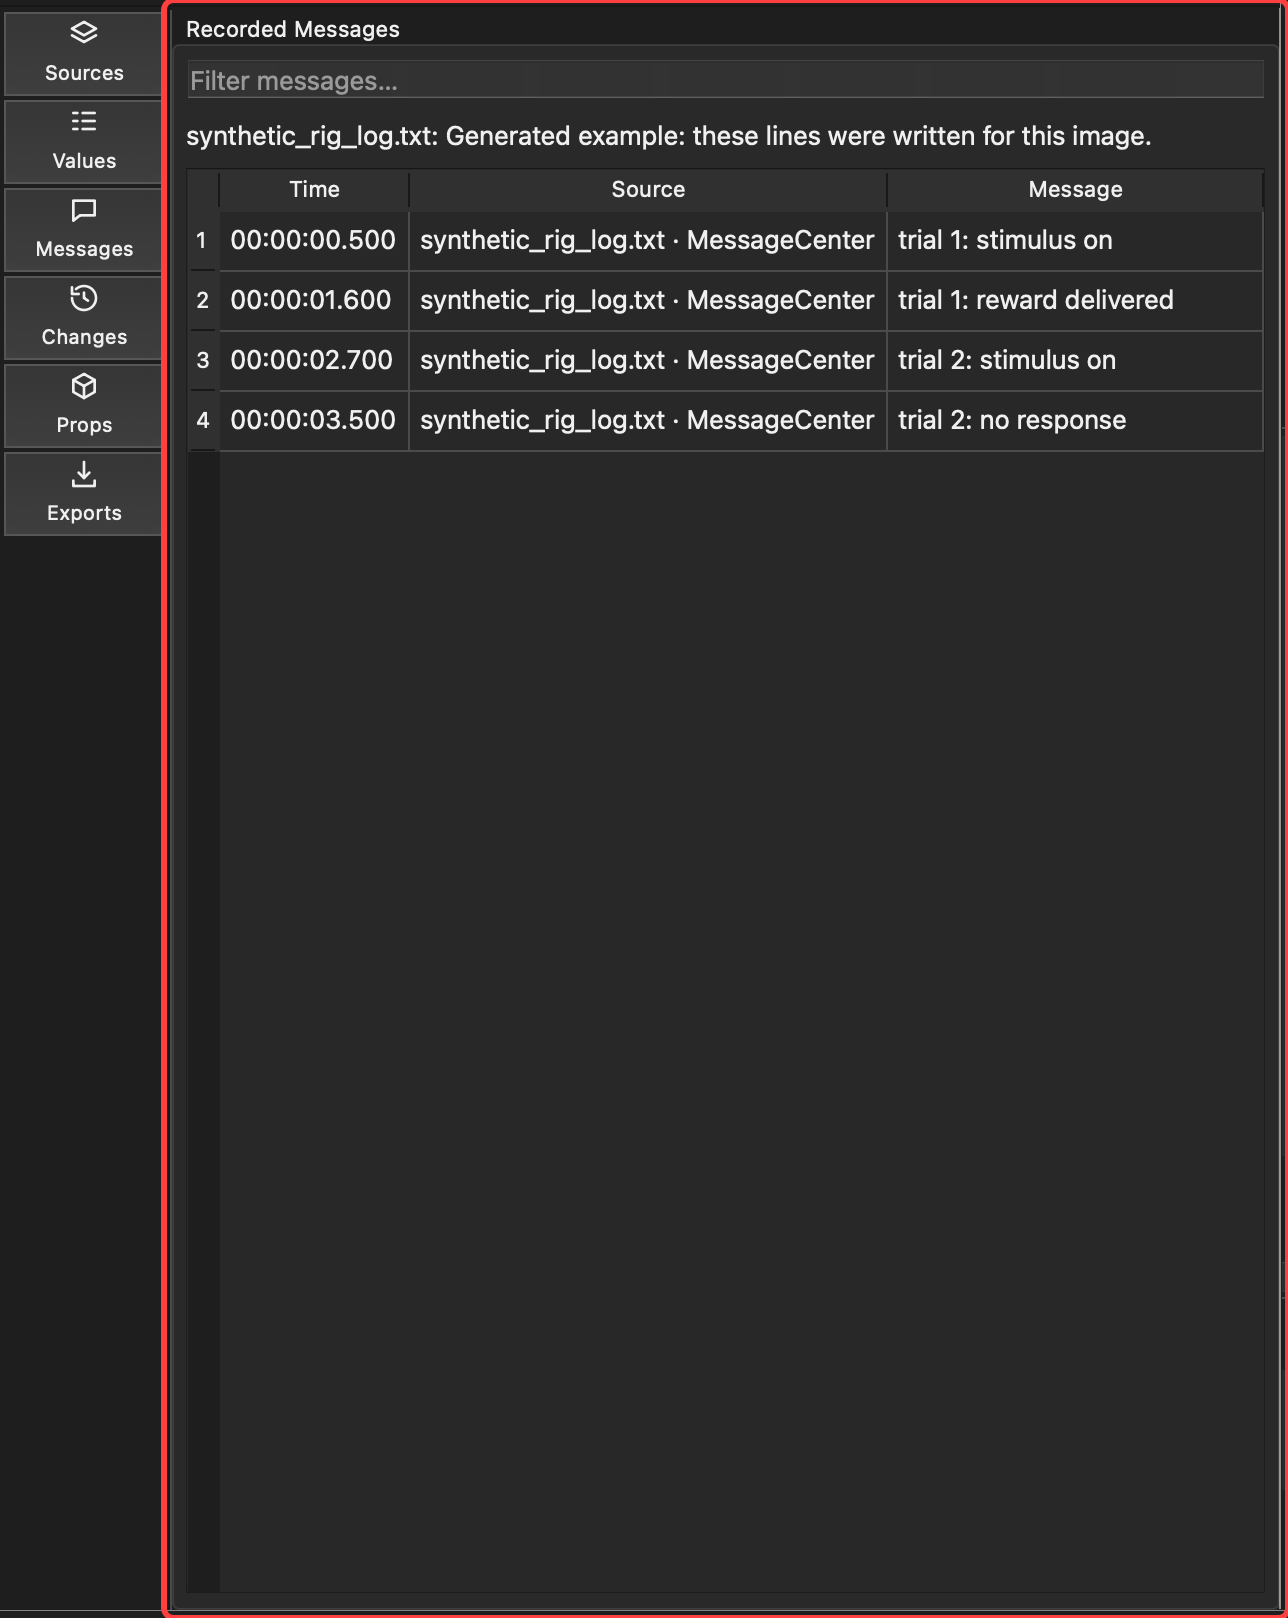 Sources
Values
Messages
Changes
Props
Exports
Recorded Messages
Filter messages...
synthetic_rig_log.txt: Generated example: these lines were written for this image.
Time Source Message
1 00:00:00.500 synthetic_rig_log.txt · MessageCenter trial 1: stimulus on
2 00:00:01.600 synthetic_rig_log.txt · MessageCenter trial 1: reward delivered
3 00:00:02.700 synthetic_rig_log.txt · MessageCenter trial 2: stimulus on
4 00:00:03.500 synthetic_rig_log.txt · MessageCenter trial 2: no response